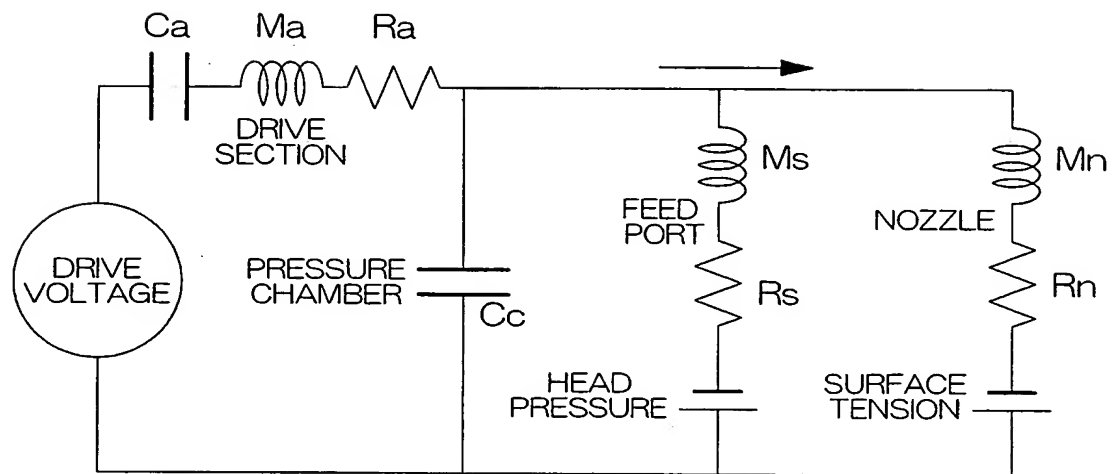 Ca
Ma
Ra
DRIVE
SECTION
Ms
Mn
FEED
PORT
NOZZLE
DRIVE
VOLTAGE
PRESSURE
CHAMBER
Cc
Rs
Rn
HEAD
PRESSURE
SURFACE
TENSION